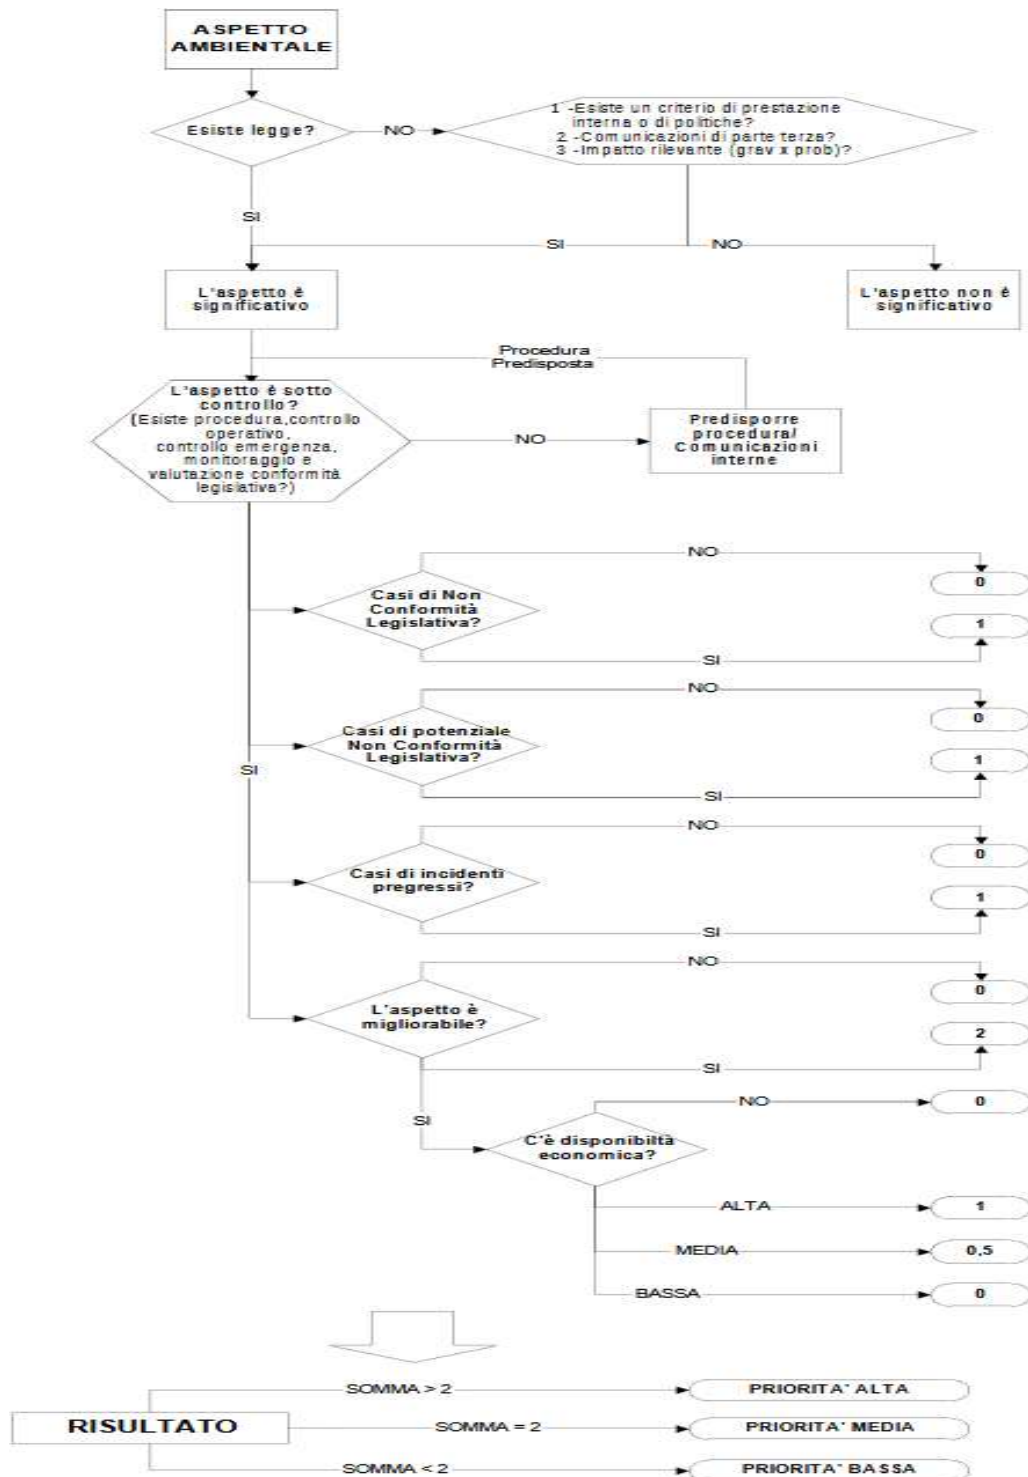 ASPETTO
AMBIENTALE
Esiste legge?
NO
1 -Esiste un criterio di prestazione
interna o di politiche?
2 -Comunicazioni di parte terza?
3 -Impatto rilevante (grav x prob)?
SI
SI
NO
L'aspetto è
significativo
L'aspetto non è
significativo
Procedura
Predisposta
L'aspetto è sotto
controllo?
(Esiste procedura,controllo
operativo,
controllo emergenza,
monitoraggio e
valutazione conformità
legislativa?)
NO
Predisporre
procedura/
Comunicazioni
interne
SI
NO
Casi di Non
Conformità
Legislativa?
0
1
SI
NO
Casi di potenziale
Non Conformità
Legislativa?
0
1
SI
NO
Casi di incidenti
pregressi?
0
1
SI
NO
L'aspetto è
migliorabile?
0
2
SI
SI
NO
0
C'è disponibiltà
economica?
ALTA
1
MEDIA
0,5
BASSA
0
RISULTATO
SOMMA > 2
PRIORITA' ALTA
SOMMA = 2
PRIORITA' MEDIA
SOMMA < 2
PRIORITA' BASSA